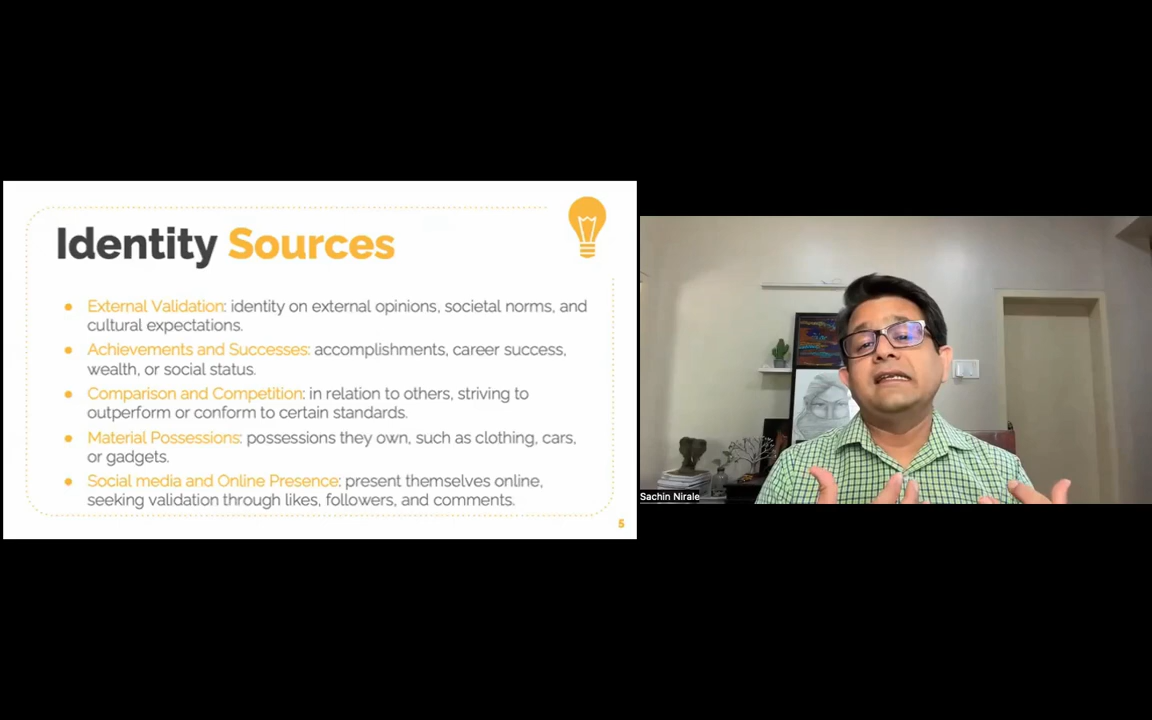 Identity Sources
External Validation: identity on external opinions, societal norms, and
cultural expectations.
Achievements and Successes: accomplishments, career success,
wealth, or social status.
Comparison and Competition: in relation to others, striving to
outperform or conform to certain standards.
Material Possessions: possessions they own, such as clothing, cars,
or gadgets.
Social media and Online Presence: present themselves online,
seeking validation through likes, followers, and comments.
5
Sachin Nirale